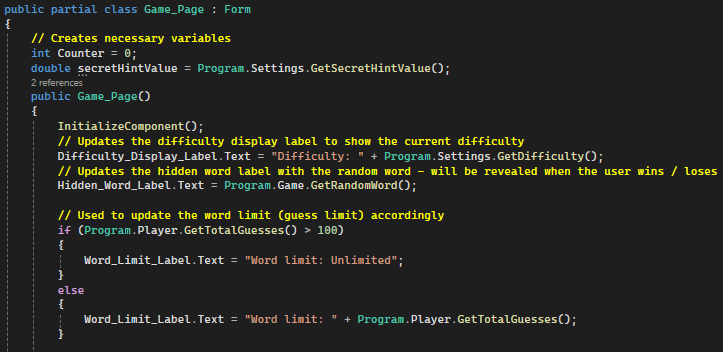 public partial class Game_Page : Form
{
// Creates necessary variables
int Counter = 0;
double secretHintValue = Program.Settings.GetSecretHintValue();
2 references
public Game_Page()
{
InitializeComponent();
// Updates the difficulty display label to show the current difficulty
Difficulty_Display_Label.Text = "Difficulty: " + Program.Settings.GetDifficulty();
// Updates the hidden word label with the random word - will be revealed when the user wins / loses
Hidden_Word_Label.Text = Program.Game.GetRandomWord();
// Used to update the word limit (guess limit) accordingly
if (Program.Player.GetTotalGuesses() > 100)
{
Word_Limit_Label.Text = "Word limit: Unlimited";
}
else
{
Word_Limit_Label.Text = "Word limit: " + Program.Player.GetTotalGuesses();
}